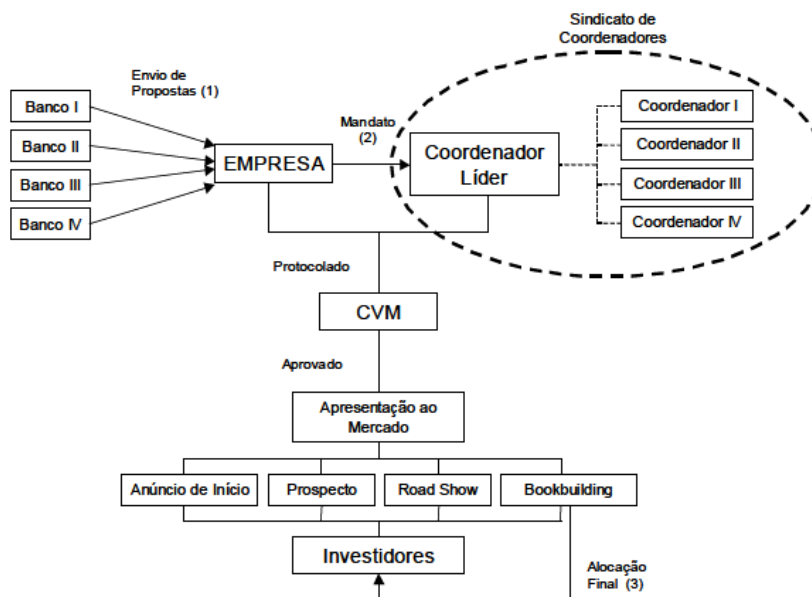 Sindicato de
Coordenadores
Envio de
Propostas (1)
Banco I
Banco II
Banco III
Banco IV
EMPRESA
Mandato
(2)
Coordenador
Líder
Coordenador I
Coordenador II
Coordenador III
Coordenador IV
Protocolado
CVM
Aprovado
Apresentação ao
Mercado
Anúncio de Início
Prospecto
Road Show
Bookbuilding
Investidores
Alocação
Final (3)